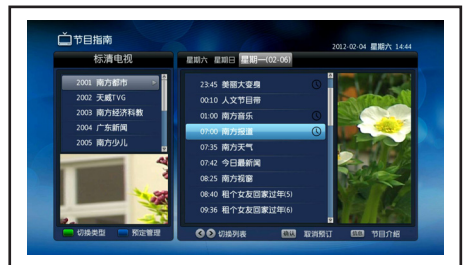 节目指南
2012-02-04 星期六 14:44
标清电视
星期六 星期日 星期一(02-06)
2001 南方都市
2002 天威TVG
2003 南方经济科教
2004 广东新闻
2005 南方少儿
23:45 美丽大变身
00:10 人文节目带
01:00 南方音乐
07:00 南方报道
07:35 南方天气
07:42 今日最新闻
08:25 南方视窗
08:40 租个女友回家过年(5)
09:36 租个女友回家过年(6)
切换类型 预定管理
切换列表 确认 取消预订 信息 节目介绍